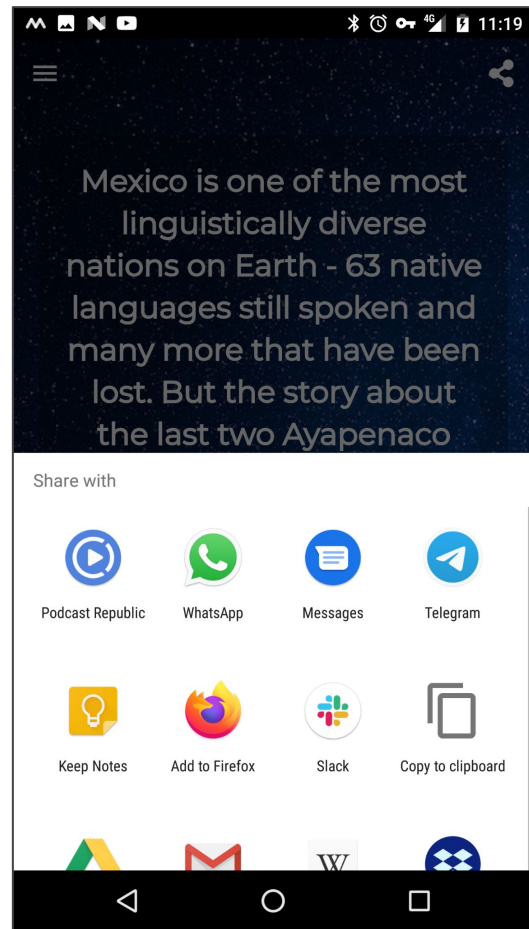 4G 11:19
Mexico is one of the most
linguistically diverse
nations on Earth - 63 native
languages still spoken and
many more that have been
lost. But the story about
the last two Ayapenaco
Share with
Podcast Republic WhatsApp Messages Telegram
Keep Notes Add to Firefox Slack Copy to clipboard
W